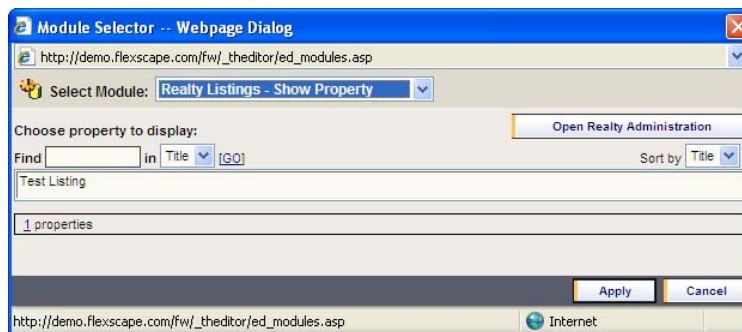 Module Selector -- Webpage Dialog
http://demo.flexscape.com/fw/_theditor/ed_modules.asp
Select Module: Realty Listings - Show Property
Choose property to display: Open Realty Administration
Find in Title [GO] Sort by Title
Test Listing
1 properties
Apply Cancel
http://demo.flexscape.com/fw/_theditor/ed_modules.asp Internet